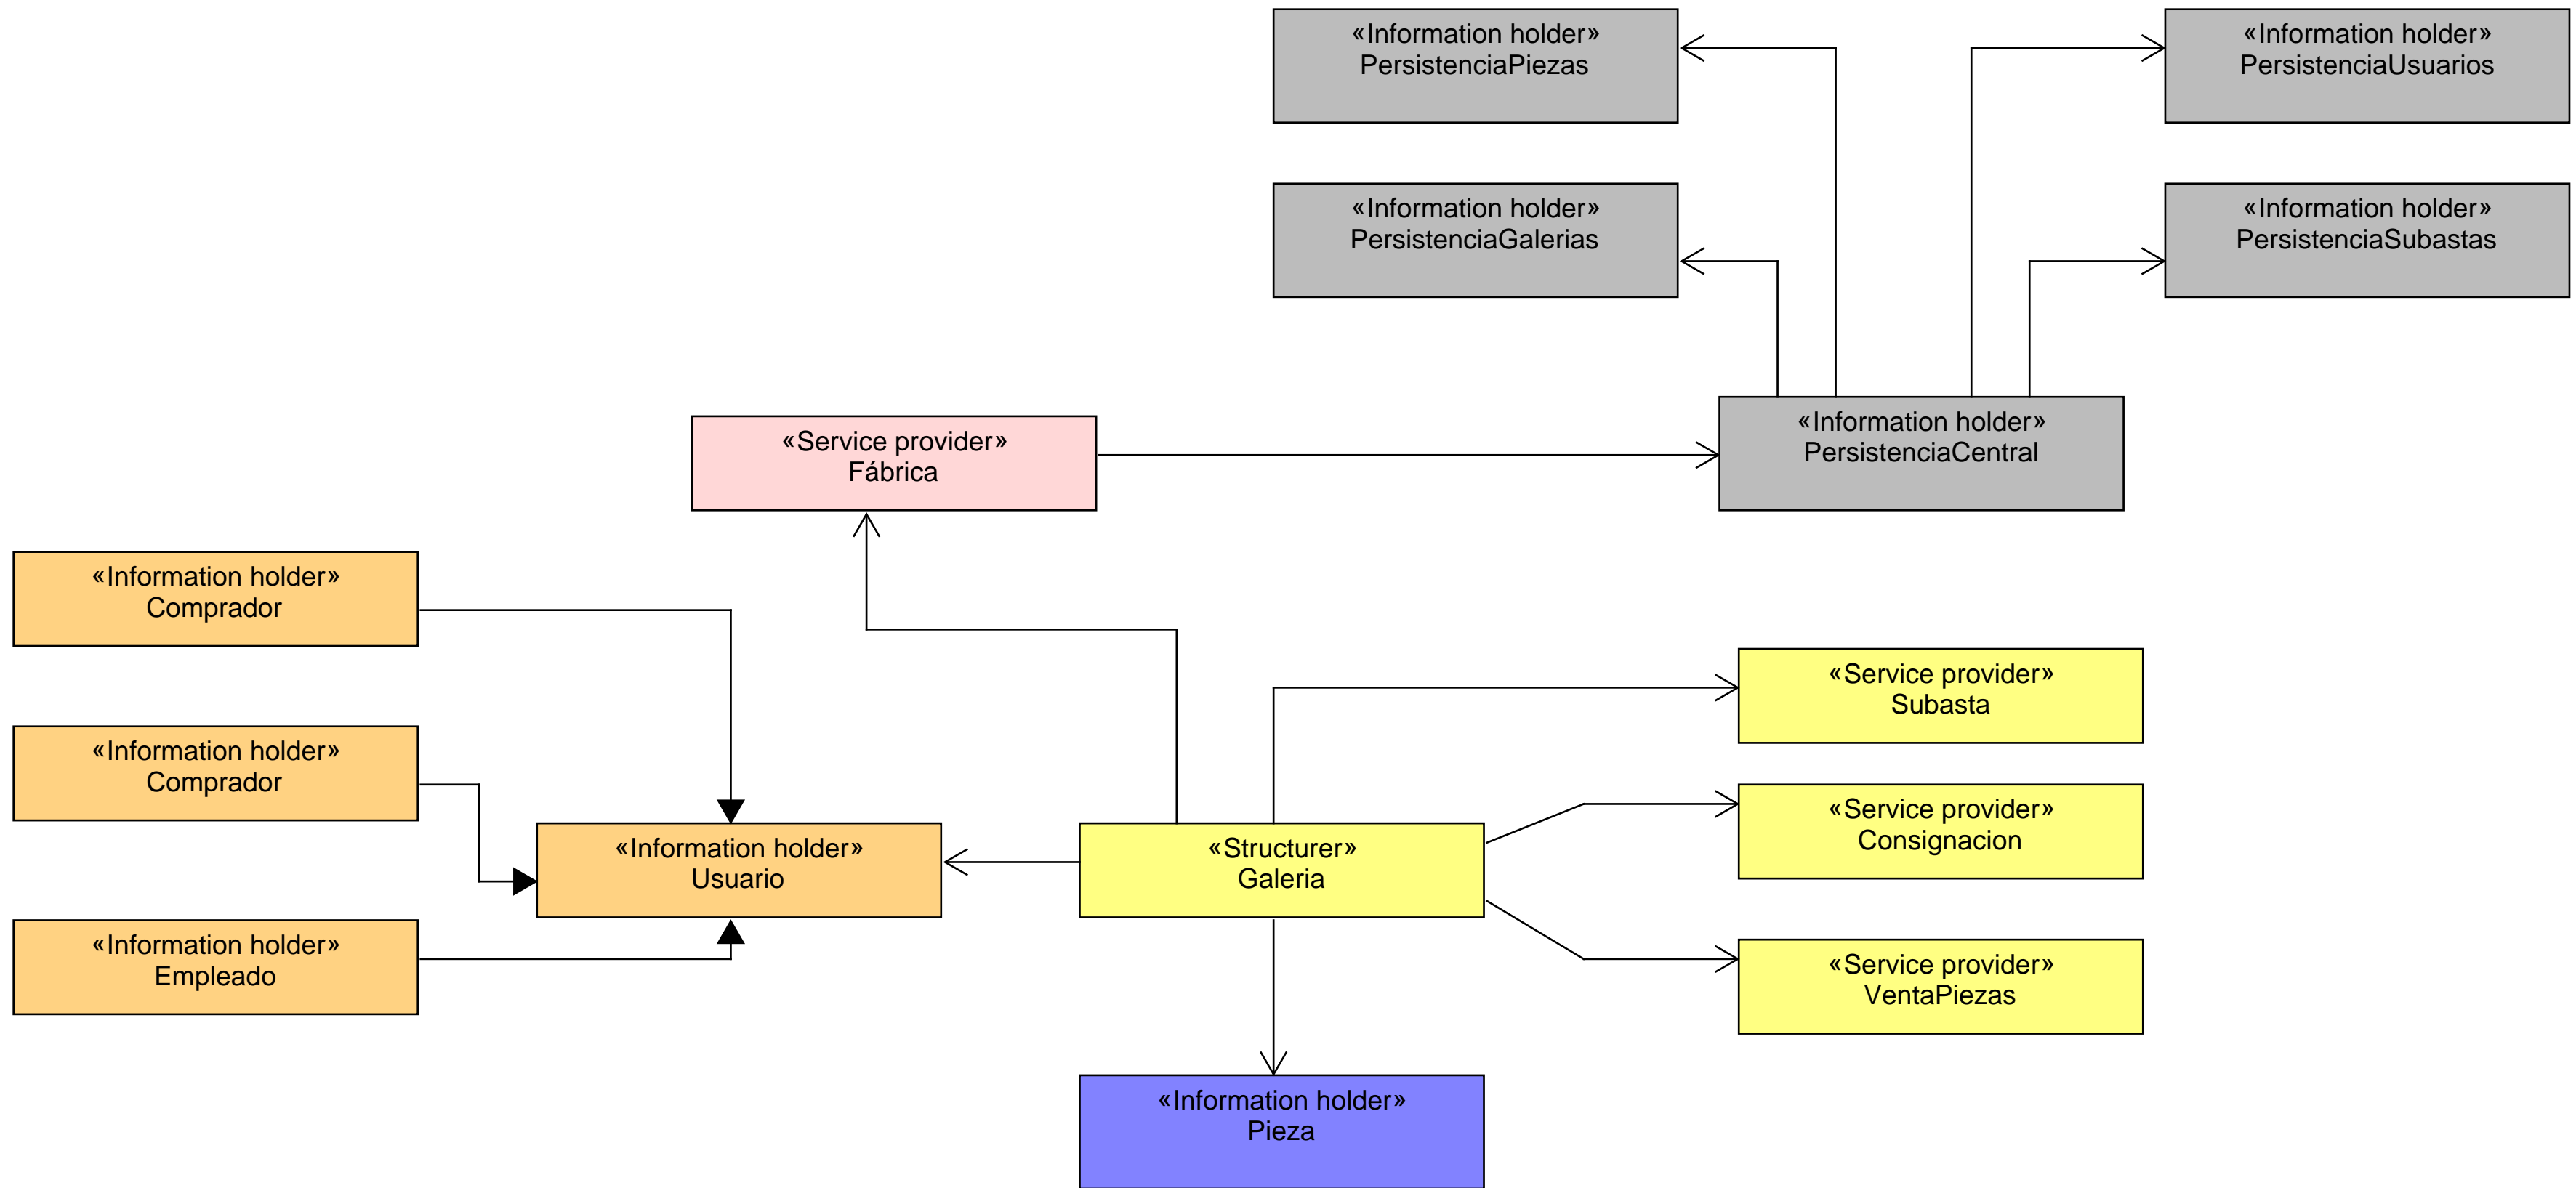 «Information holder»
PersistenciaPiezas
«Information holder»
PersistenciaUsuarios
«Information holder»
PersistenciaGalerias
«Information holder»
PersistenciaSubastas
«Information holder»
PersistenciaCentral
«Service provider»
Fábrica
«Information holder»
Comprador
«Service provider»
Subasta
«Information holder»
Comprador
«Service provider»
Consignacion
«Information holder»
Usuario
«Structurer»
Galeria
«Information holder»
Empleado
«Service provider»
VentaPiezas
«Information holder»
Pieza